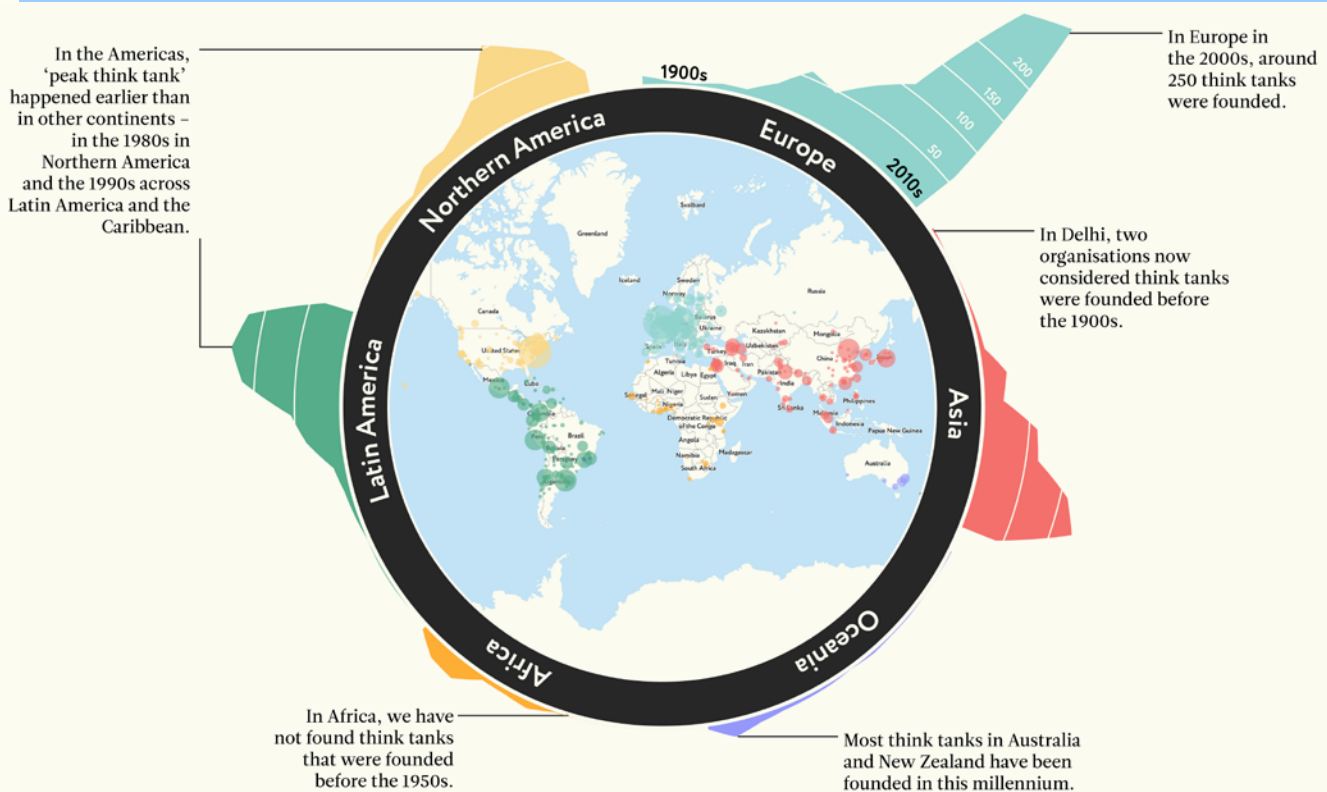 In the Americas,
‘peak think tank’
happened earlier than
in other continents –
in the 1980s in
Northern America
and the 1990s across
Latin America and the
Caribbean.
1900s
200
150
100
50
2010s
In Europe in
the 2000s, around
250 think tanks
were founded.
In Delhi, two
organisations now
considered think tanks
were founded before
the 1900s.
Northern America
Europe
Asia
Oceania
Africa
Latin America
Svalbard
Greenland
Iceland
Sweden
Norway
Russia
Belarus
Ukraine
Canada
Kazakhstan
Mongolia
United States
Spain
Italy
Turkey
Uzbekistan
China
Tunisia
Iraq
Iran
Algeria
Libya
Egypt
Pakistan
Mexico
Cuba
India
Mali
Niger
Senegal
Sudan
Yemen
Philippines
Nigeria
Sri Lanka
Malaysia
Democratic Republic
of the Congo
Indonesia
Papua New Guinea
Brazil
Angola
Madagascar
Namibia
South Africa
Australia
In Africa, we have
not found think tanks
that were founded
before the 1950s.
Most think tanks in Australia
and New Zealand have been
founded in this millennium.